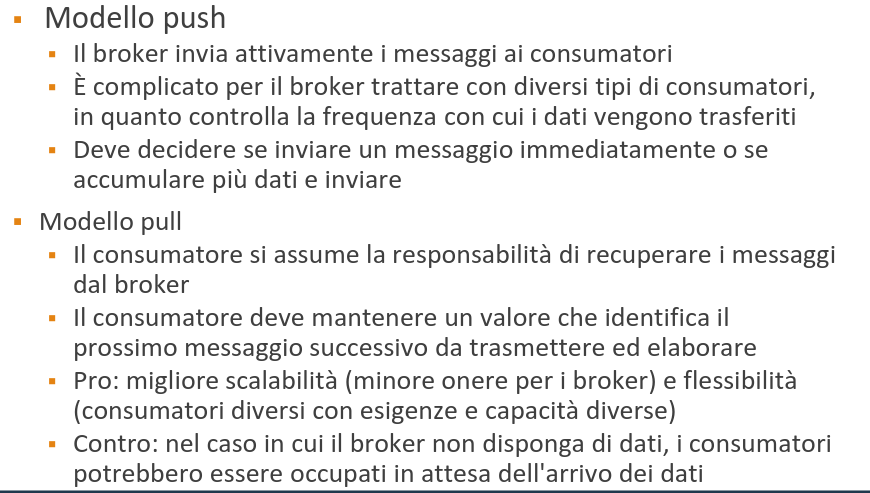 Modello push
Il broker invia attivamente i messaggi ai consumatori
È complicato per il broker trattare con diversi tipi di consumatori,
in quanto controlla la frequenza con cui i dati vengono trasferiti
Deve decidere se inviare un messaggio immediatamente o se
accumulare più dati e inviare
Modello pull
Il consumatore si assume la responsabilità di recuperare i messaggi
dal broker
Il consumatore deve mantenere un valore che identifica il
prossimo messaggio successivo da trasmettere ed elaborare
Pro: migliore scalabilità (minore onere per i broker) e flessibilità
(consumatori diversi con esigenze e capacità diverse)
Contro: nel caso in cui il broker non disponga di dati, i consumatori
potrebbero essere occupati in attesa dell'arrivo dei dati